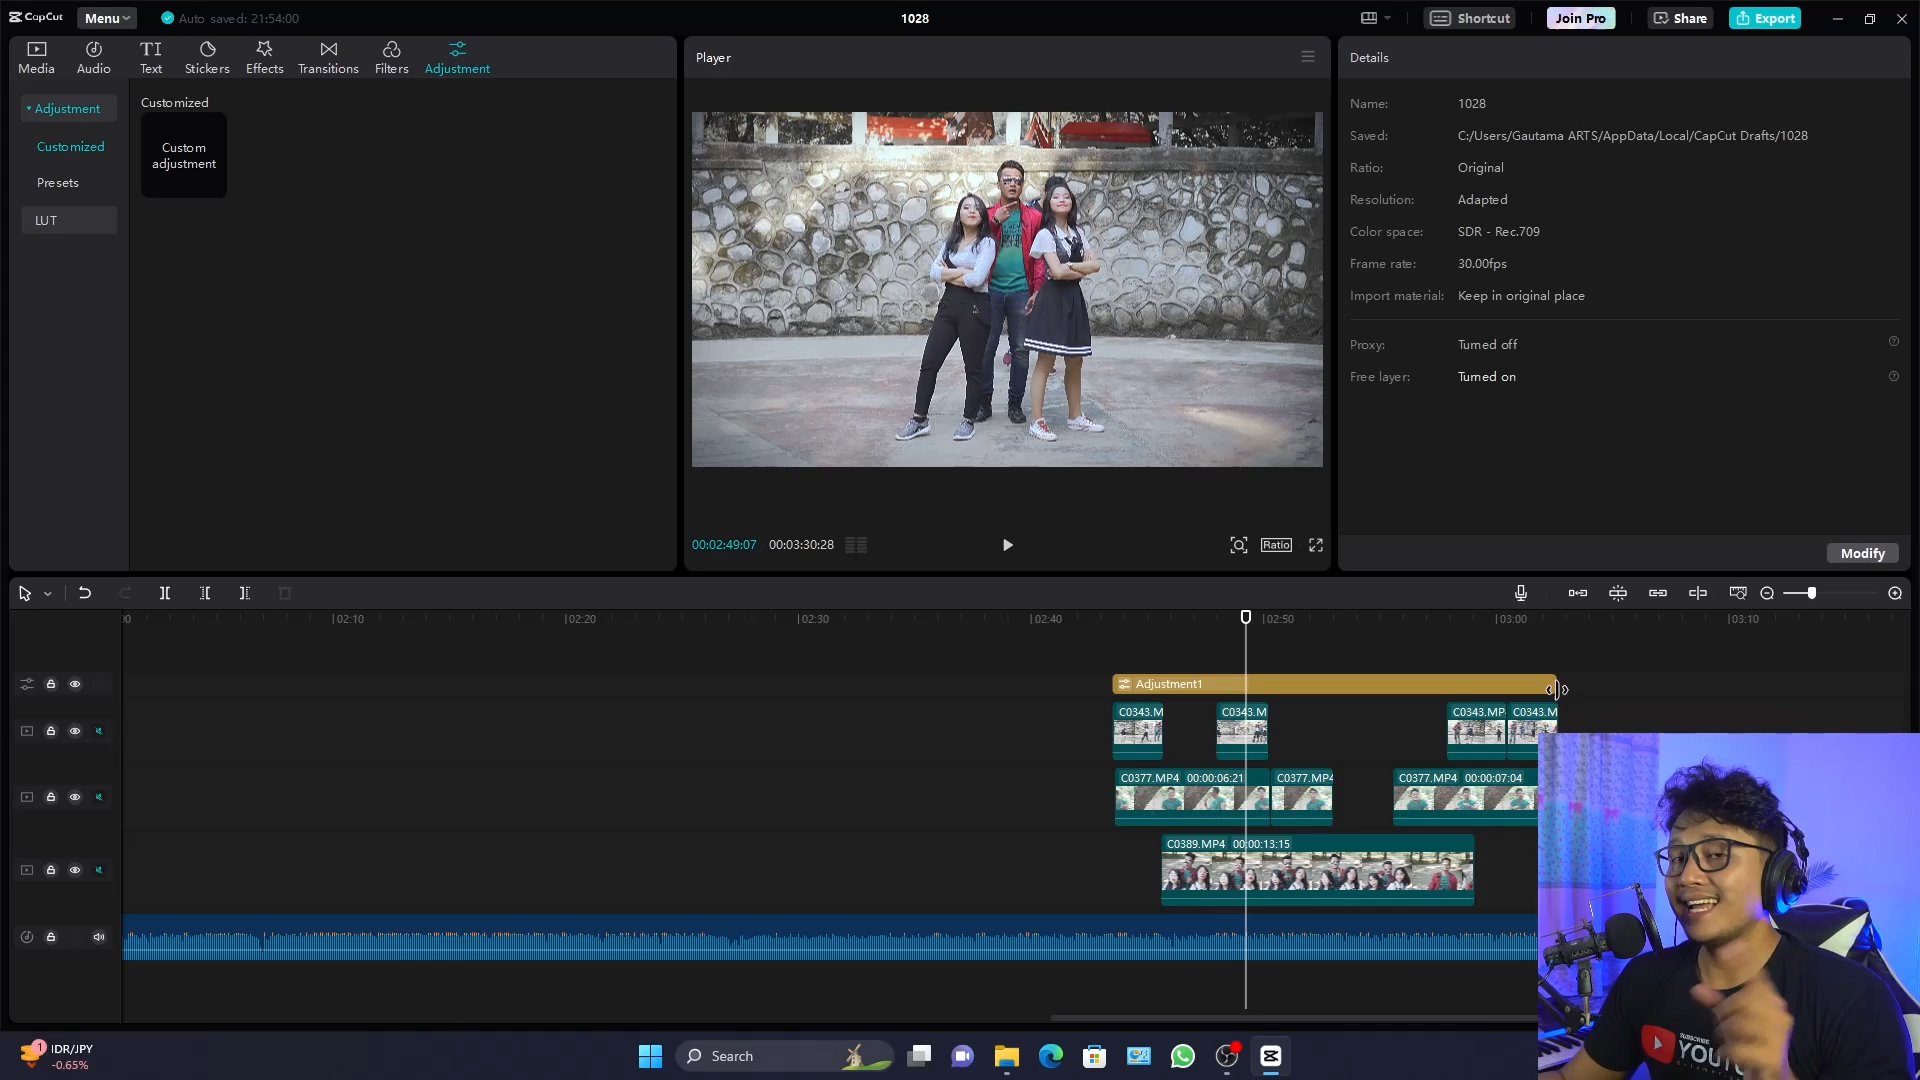 CapCut Menu Auto saved: 21:54:00 1028 Shortcut Join Pro Share Export
Media Audio Text Stickers Effects Transitions Filters Adjustment
Adjustment
Customized
Presets
LUT
Customized
Custom
adjustment
Player
00:02:49:07 00:03:30:28 Ratio
Details
Name: 1028
Saved: C:/Users/Gautama ARTS/AppData/Local/CapCut Drafts/1028
Ratio: Original
Resolution: Adapted
Color space: SDR - Rec.709
Frame rate: 30.00fps
Import material: Keep in original place
Proxy: Turned off
Free layer: Turned on
Modify
00 02:10 02:20 02:30 02:40 02:50 03:00 03:10
Adjustment1
C0343.M C0343.M C0343.MP C0343.M
C0377.MP4 00:00:06:21 C0377.MP4 C0377.MP4 00:00:07:04
C0389.MP4 00:00:13:15
SUBSCRIBE
1
IDR/JPY
-0.65%
Search